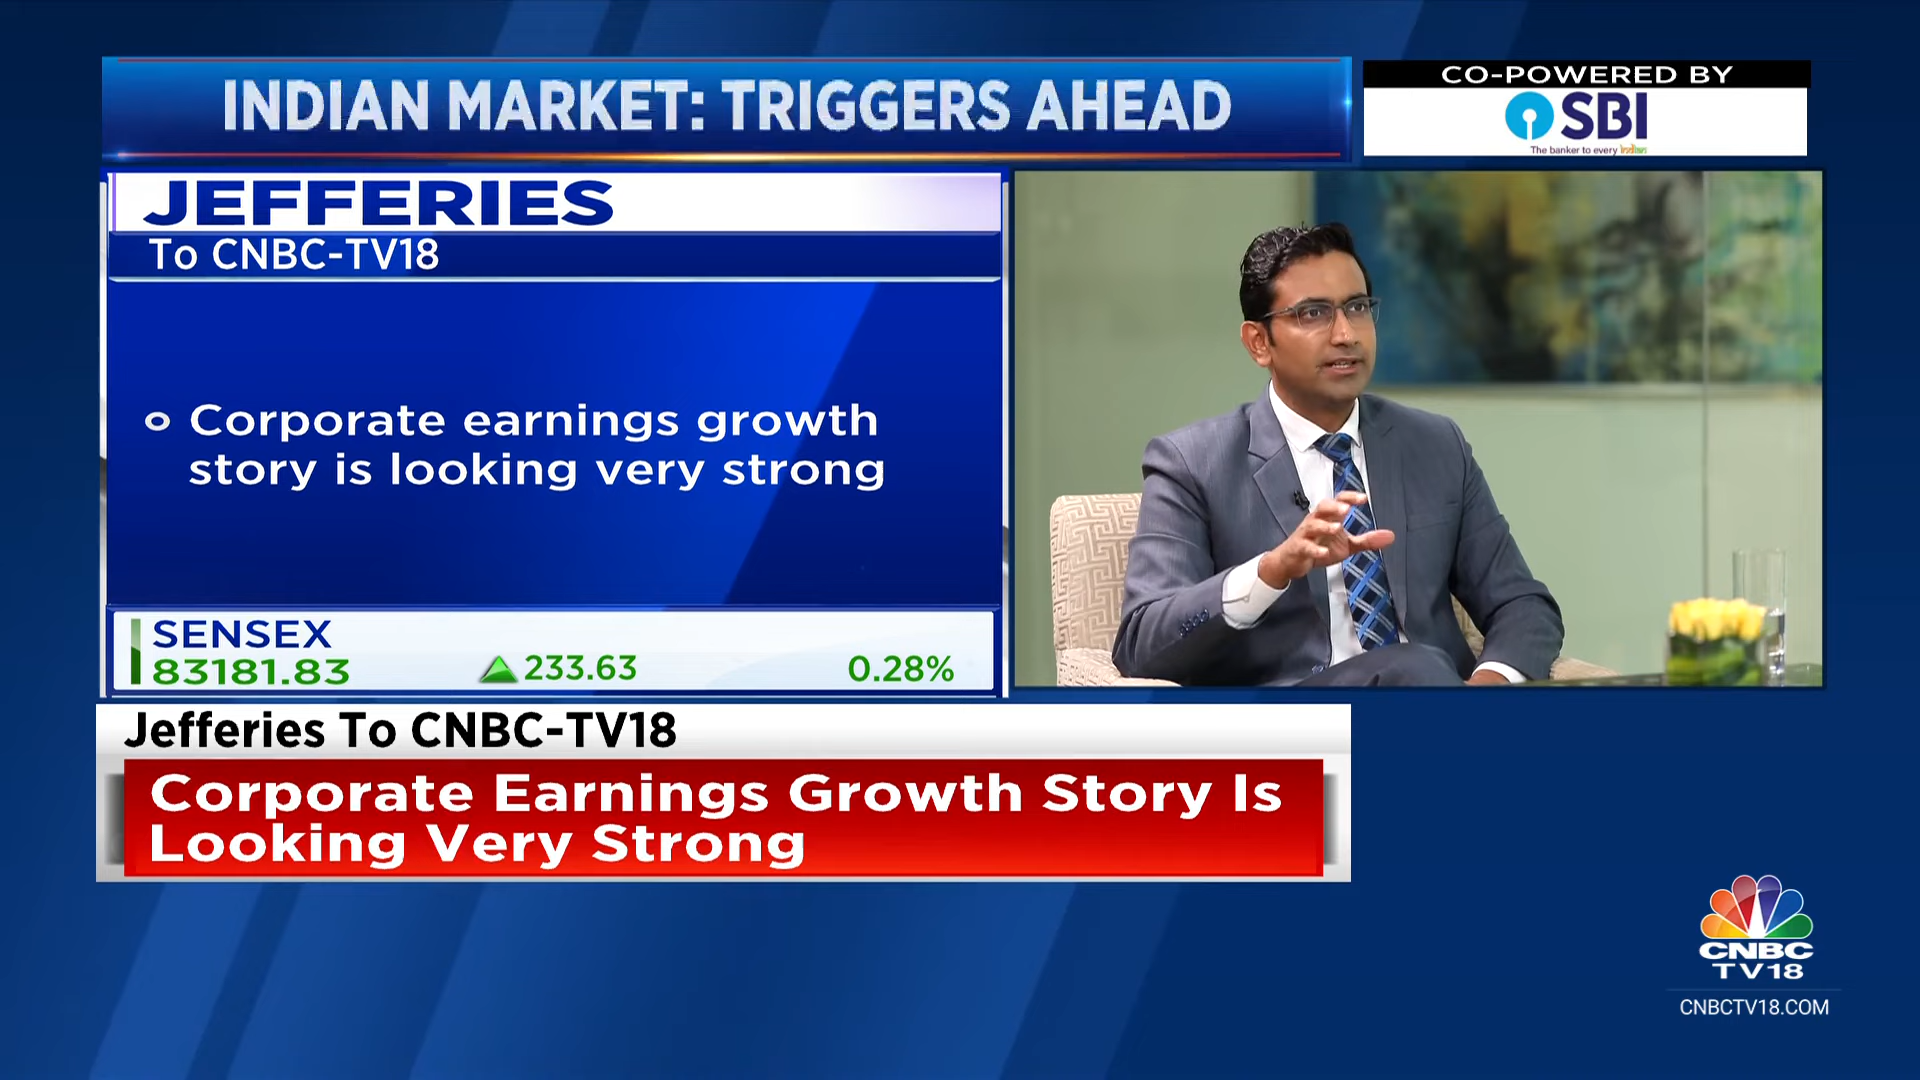 INDIAN MARKET: TRIGGERS AHEAD
CO-POWERED BY
SBI
The banker to every indian
JEFFERIES
To CNBC-TV18
Corporate earnings growth
story is looking very strong
SENSEX
83181.83 233.63 0.28%
Jefferies To CNBC-TV18
Corporate Earnings Growth Story Is
Looking Very Strong
CNBC
TV18
CNBCTV18.COM